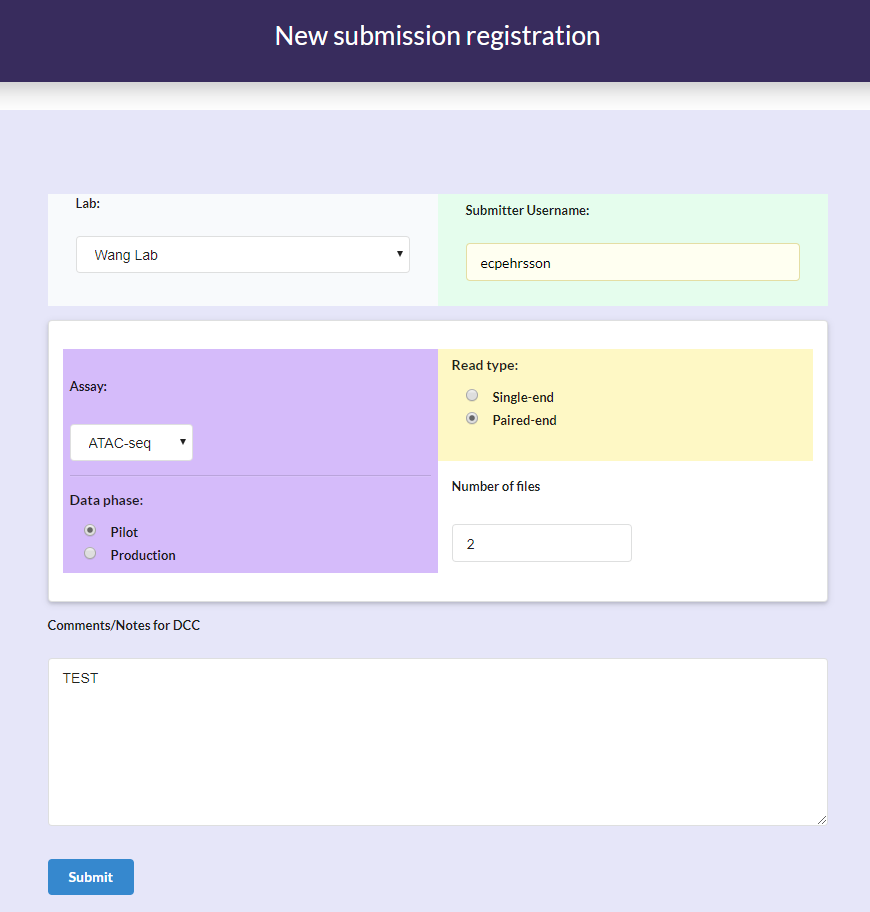 New submission registration
Lab:
Submitter Username:
Wang Lab
ecpehrsson
Assay:
ATAC-seq
Data phase:
Pilot
Production
Read type:
Single-end
Paired-end
Number of files
2
Comments/Notes for DCC
TEST
Submit